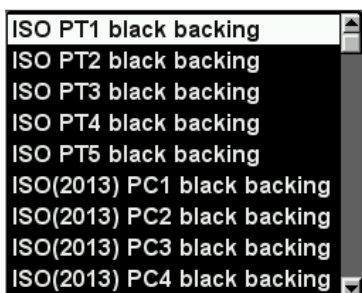 ISO PT1 black backing
ISO PT2 black backing
ISO PT3 black backing
ISO PT4 black backing
ISO PT5 black backing
ISO(2013) PC1 black backing
ISO(2013) PC2 black backing
ISO(2013) PC3 black backing
ISO(2013) PC4 black backing